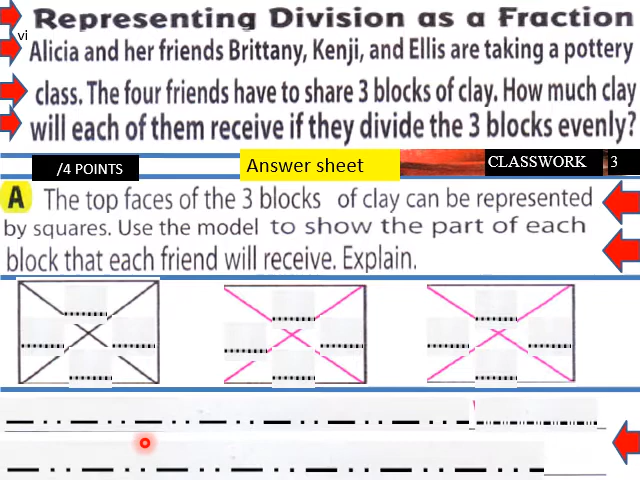 Representing Division as a Fraction
vi
Alicia and her friends Brittany, Kenji, and Ellis are taking a pottery
class. The four friends have to share 3 blocks of clay. How much clay
will each of them receive if they divide the 3 blocks evenly?
/4 POINTS
Answer sheet
CLASSWORK 3
A The top faces of the 3 blocks of clay can be represented
by squares. Use the model to show the part of each
block that each friend will receive. Explain.